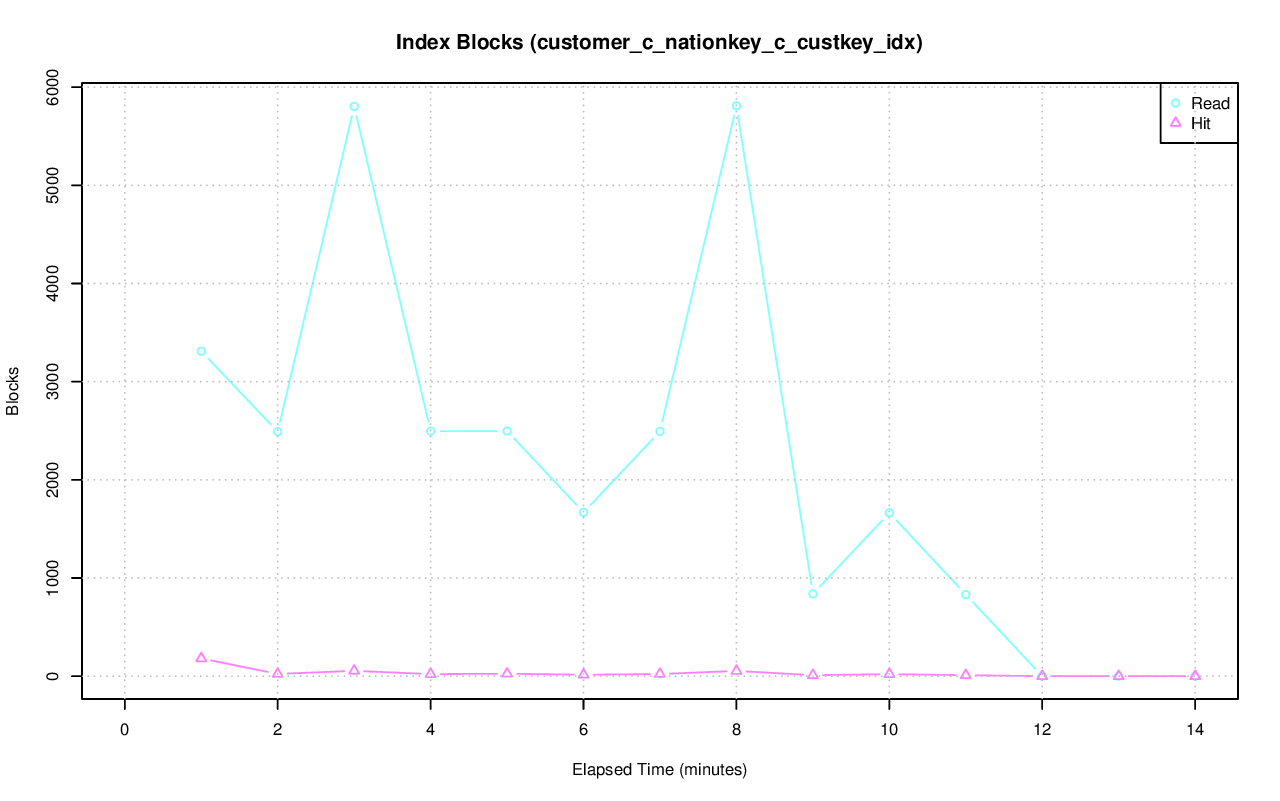 Index Blocks (customer_c_nationkey_c_custkey_idx)
Read
Hit
6000
5000
4000
3000
2000
1000
0
Blocks
0 2 4 6 8 10 12 14
Elapsed Time (minutes)